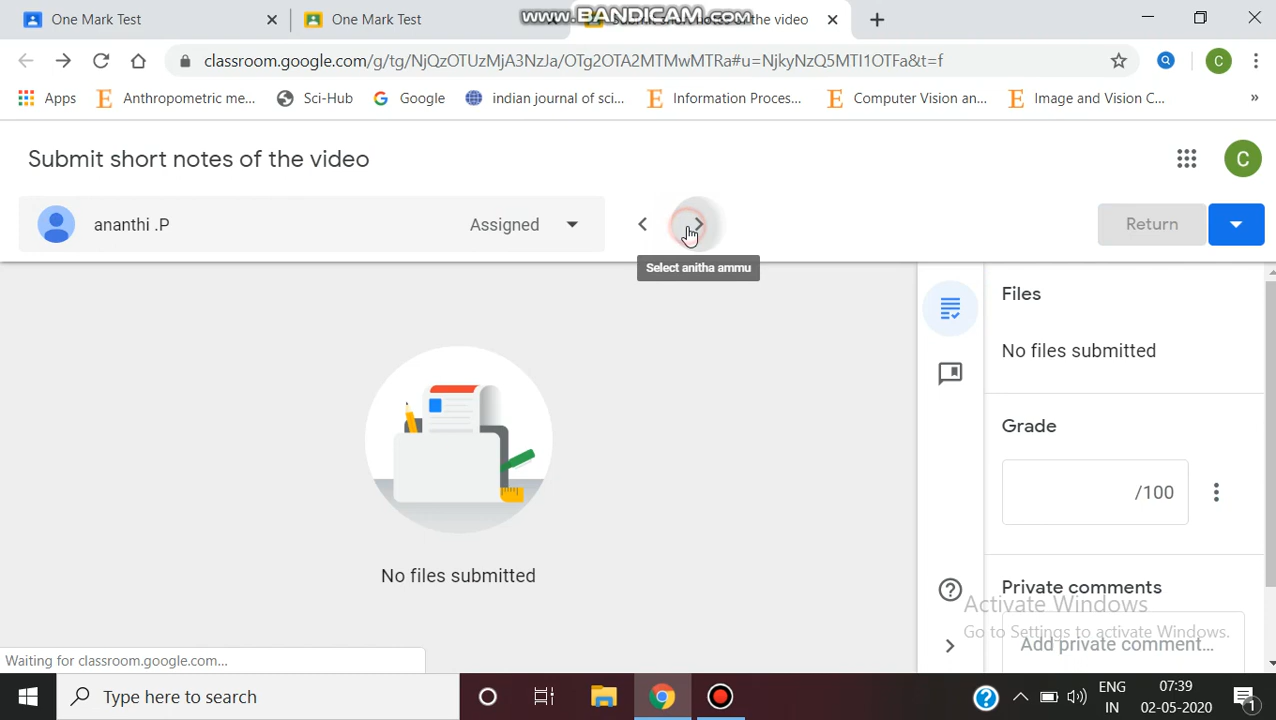 One Mark Test
One Mark Test
www.BANDICAM.com
of the video
classroom.google.com/g/tg/NjQzOTUzMjA3NzJa/OTg2OTA2MTMwMTRa#u=NjkyNzQ5MTI1OTFa&t=f
C
Apps
Anthropometric me...
Sci-Hub
Google
indian journal of sci...
Information Proces...
Computer Vision an...
Image and Vision C...
»
Submit short notes of the video
C
ananthi .P
Assigned
Return
Select anitha ammu
Files
No files submitted
Grade
/100
No files submitted
Private comments
Activate Windows
Go to Settings to activate Windows.
Add private comment...
Waiting for classroom.google.com...
Type here to search
ENG
IN
07:39
02-05-2020
1